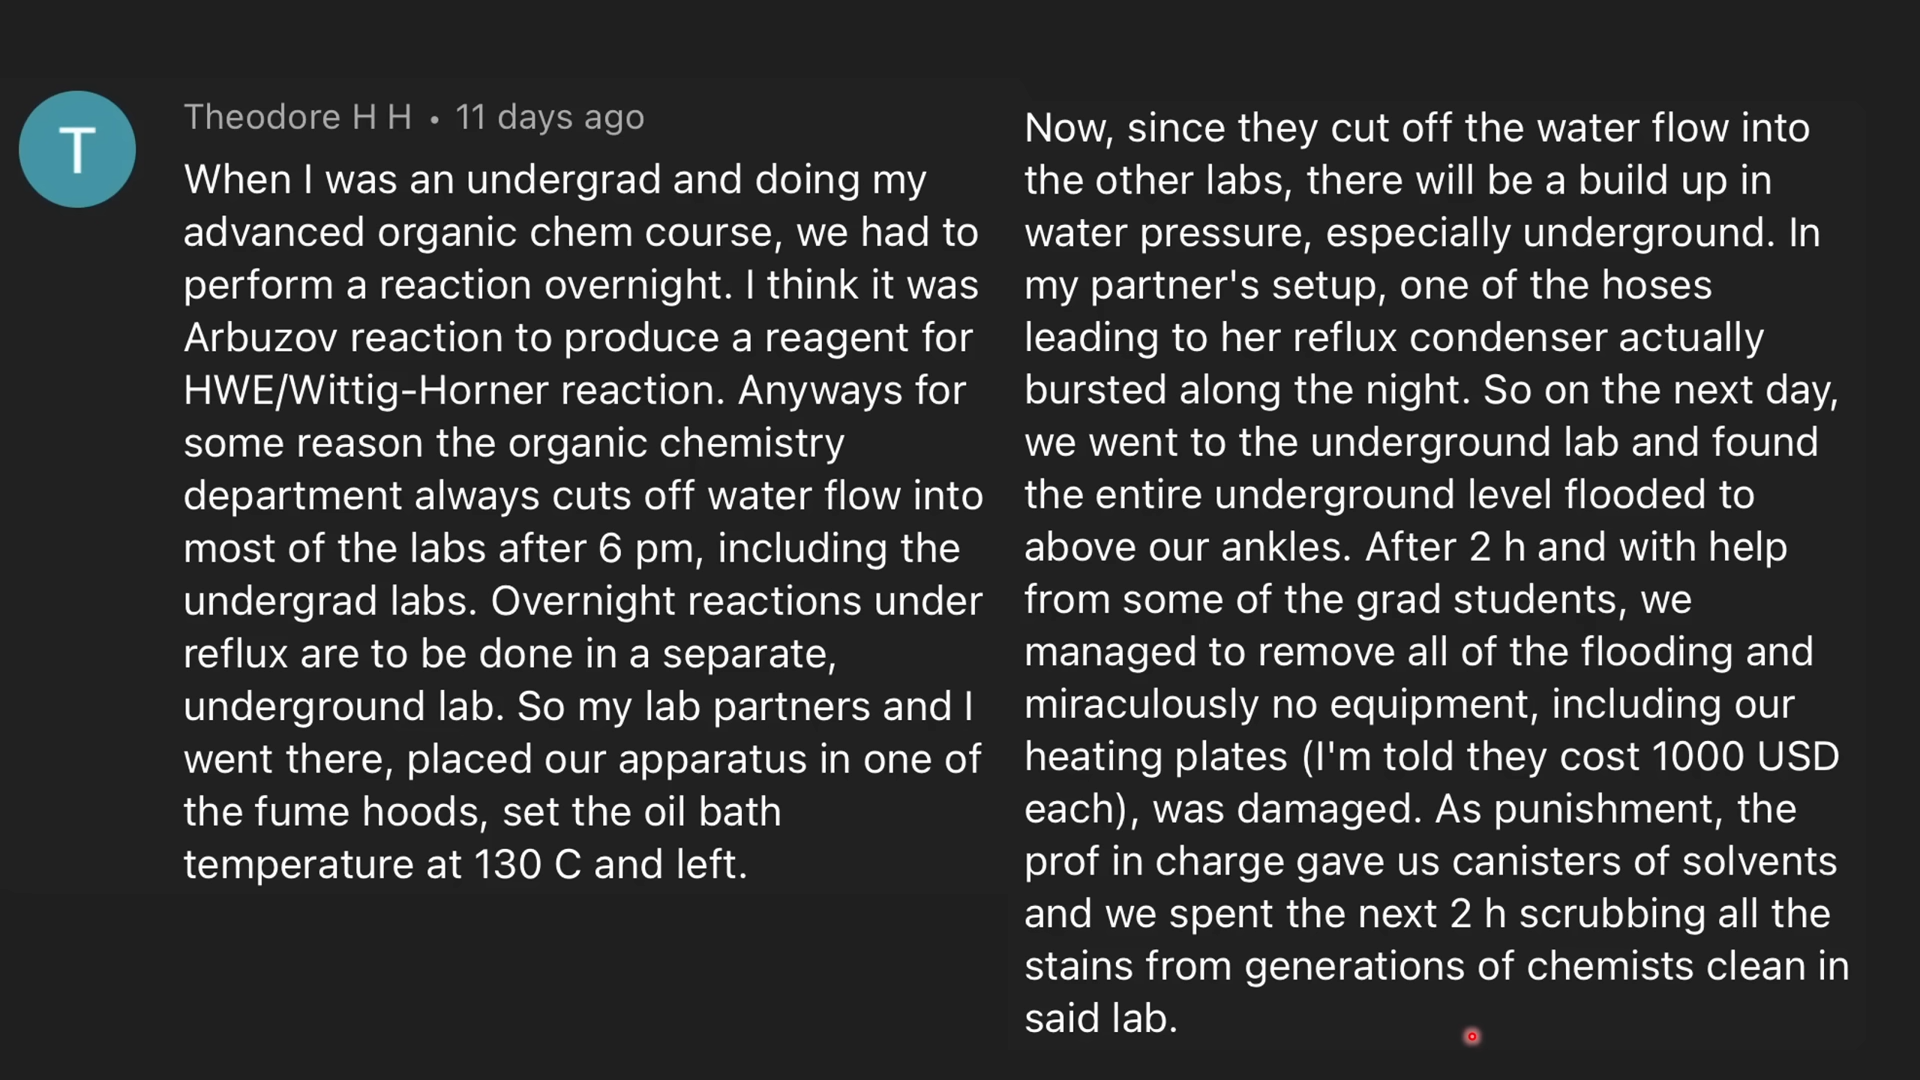 T
Theodore H H • 11 days ago
When I was an undergrad and doing my
advanced organic chem course, we had to
perform a reaction overnight. I think it was
Arbuzov reaction to produce a reagent for
HWE/Wittig-Horner reaction. Anyways for
some reason the organic chemistry
department always cuts off water flow into
most of the labs after 6 pm, including the
undergrad labs. Overnight reactions under
reflux are to be done in a separate,
underground lab. So my lab partners and I
went there, placed our apparatus in one of
the fume hoods, set the oil bath
temperature at 130 C and left.
Now, since they cut off the water flow into
the other labs, there will be a build up in
water pressure, especially underground. In
my partner's setup, one of the hoses
leading to her reflux condenser actually
bursted along the night. So on the next day,
we went to the underground lab and found
the entire underground level flooded to
above our ankles. After 2 h and with help
from some of the grad students, we
managed to remove all of the flooding and
miraculously no equipment, including our
heating plates (I'm told they cost 1000 USD
each), was damaged. As punishment, the
prof in charge gave us canisters of solvents
and we spent the next 2 h scrubbing all the
stains from generations of chemists clean in
said lab.